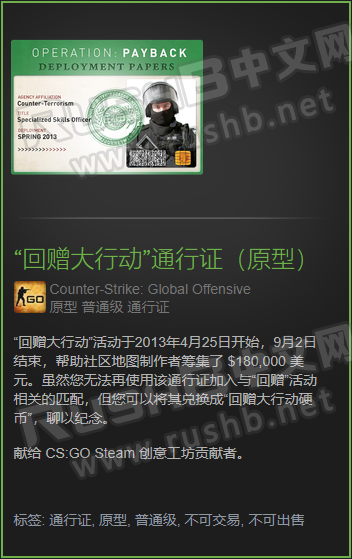 OPERATION: PAYBACK
DEPLOYMENT PAPERS
AGENCY AFFILIATION
Counter-Terrorism
TITLE
Specialized Skills Officer
DEPLOYMENT
SPRING 2013
>>>>>>>>>>>>
“回赠大行动”通行证（原型）
GO
Counter-Strike: Global Offensive
原型 普通级 通行证
“回赠大行动”活动于2013年4月25日开始，9月2日
结束，帮助社区地图制作者筹集了 $180,000 美
元。虽然您无法再使用该通行证加入与“回赠”活动
相关的匹配，但您可以将其兑换成“回赠大行动硬
币”，聊以纪念。
献给 CS:GO Steam 创意工坊贡献者。
标签: 通行证, 原型, 普通级, 不可交易, 不可出售
中文网
www.rushb.net
www.rushb.net